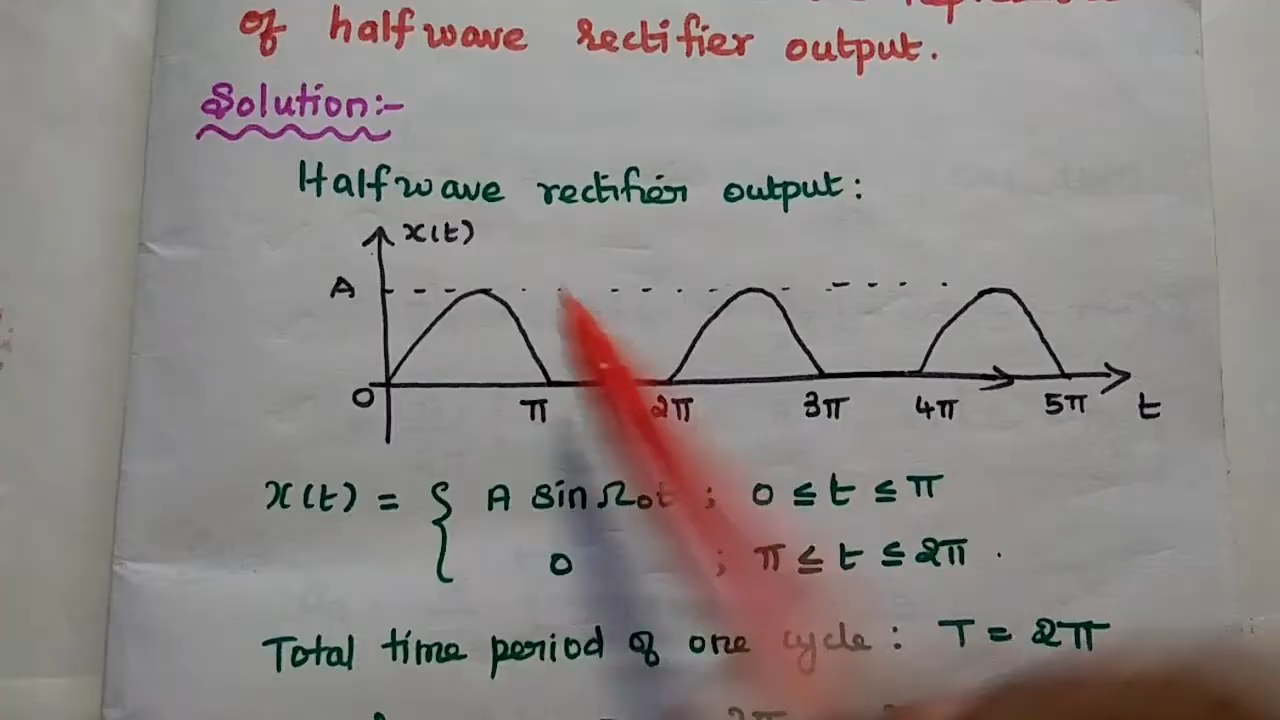 of halfwave rectifier output.
Solution:-
Halfwave rectifier output:
x(t)
A
0 π 2π 3π 4π 5π t
x(t) = { A sin Ω₀t ; 0 ≤ t ≤ π
0 ; π ≤ t ≤ 2π .
Total time period of one cycle : T = 2π